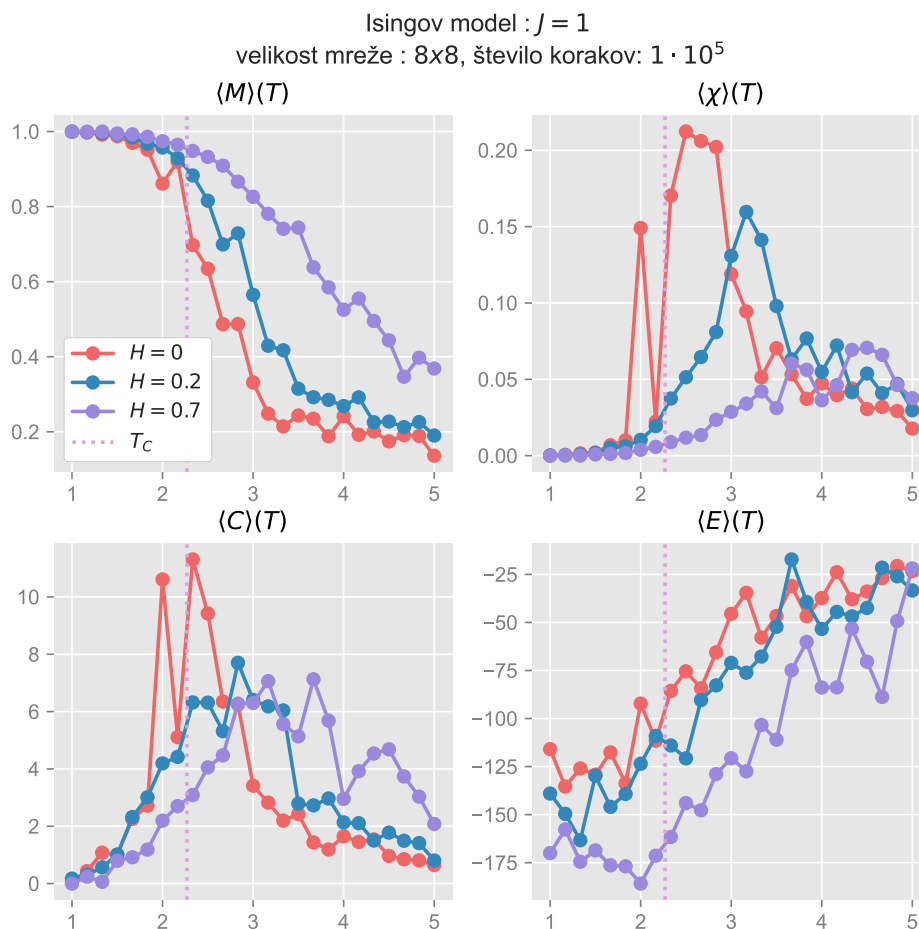 Isingov model : J = 1
velikost mreže : 8x8, število korakov: 1 · 10⁵
⟨M⟩(T)
1.0
0.8
0.6
0.4
0.2
H = 0
H = 0.2
H = 0.7
T_C
1 2 3 4 5
⟨χ⟩(T)
0.20
0.15
0.10
0.05
0.00
1 2 3 4 5
⟨C⟩(T)
10
8
6
4
2
0
1 2 3 4 5
⟨E⟩(T)
−25
−50
−75
−100
−125
−150
−175
1 2 3 4 5